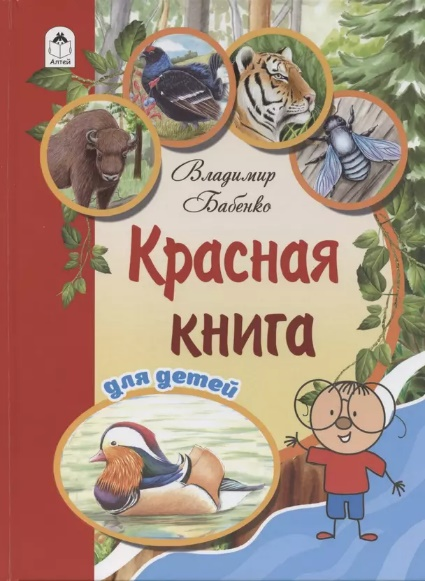 Алтей
Владимир
Бабенко
Красная
книга
для детей